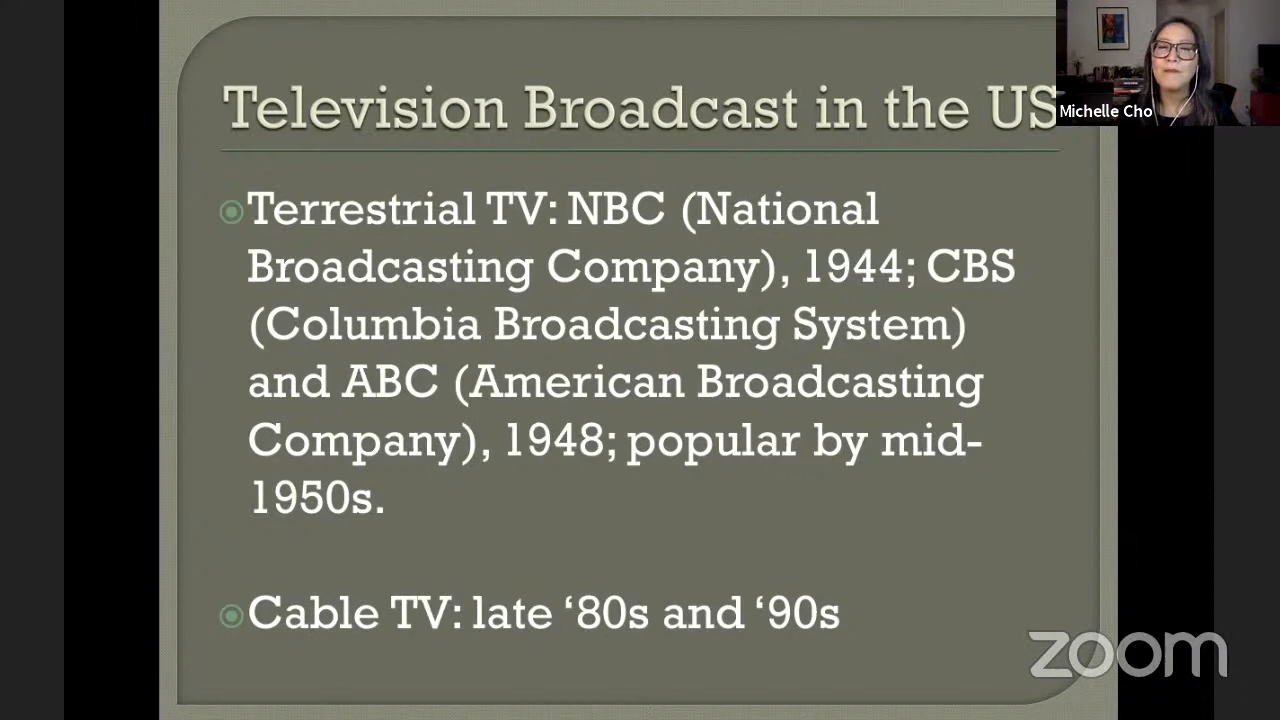 Television Broadcast in the US
Michelle Cho
Terrestrial TV: NBC (National
Broadcasting Company), 1944; CBS
(Columbia Broadcasting System)
and ABC (American Broadcasting
Company), 1948; popular by mid-
1950s.
Cable TV: late ‘80s and ‘90s
zoom